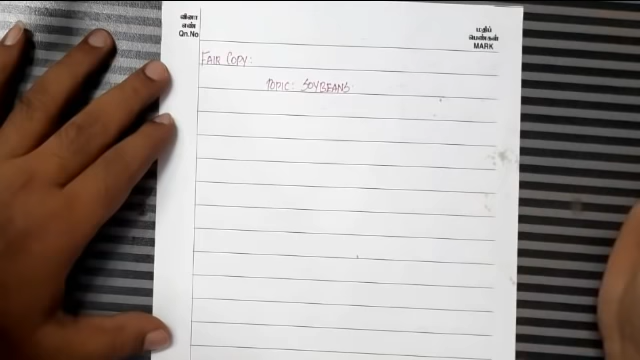 வினா
எண்
Qn.No
மதிப்
பெண்கள்
MARK
FAIR COPY:
TOPIC: SOYBEANS